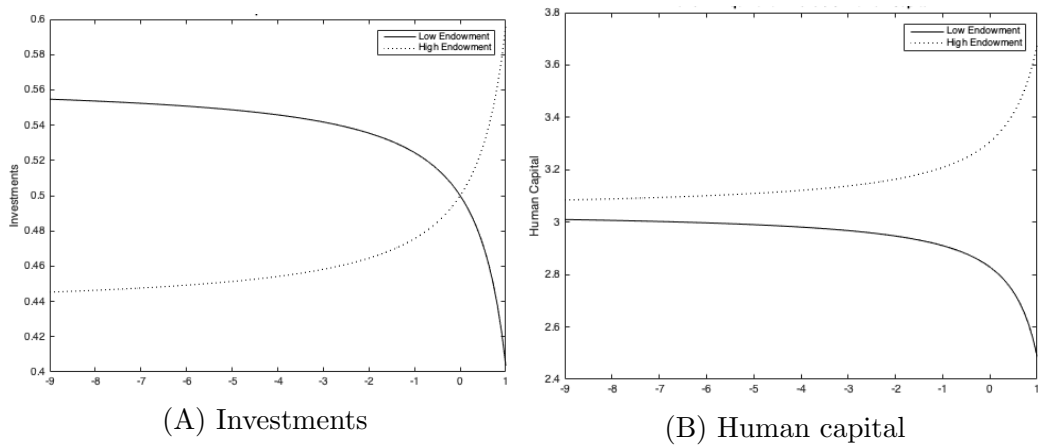 0.6
0.58
0.56
0.54
0.52
0.5
0.48
0.46
0.44
0.42
0.4
Investments
Low Endowment
High Endowment
-9 -8 -7 -6 -5 -4 -3 -2 -1 0 1
(A) Investments
3.8
3.6
3.4
3.2
3
2.8
2.6
2.4
Human Capital
Low Endowment
High Endowment
-9 -8 -7 -6 -5 -4 -3 -2 -1 0 1
(B) Human capital